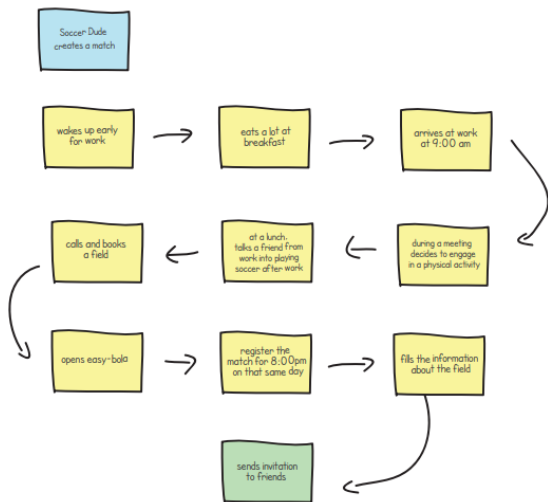 Soccer Dude
creates a match
wakes up early
for work
eats a lot at
breakfast
arrives at work
at 9:00 am
during a meeting
decides to engage
in a physical activity
at a lunch,
talks a friend from
work into playing
soccer after work
calls and books
a field
opens easy-bola
register the
match for 8:00pm
on that same day
fills the information
about the field
sends invitation
to friends